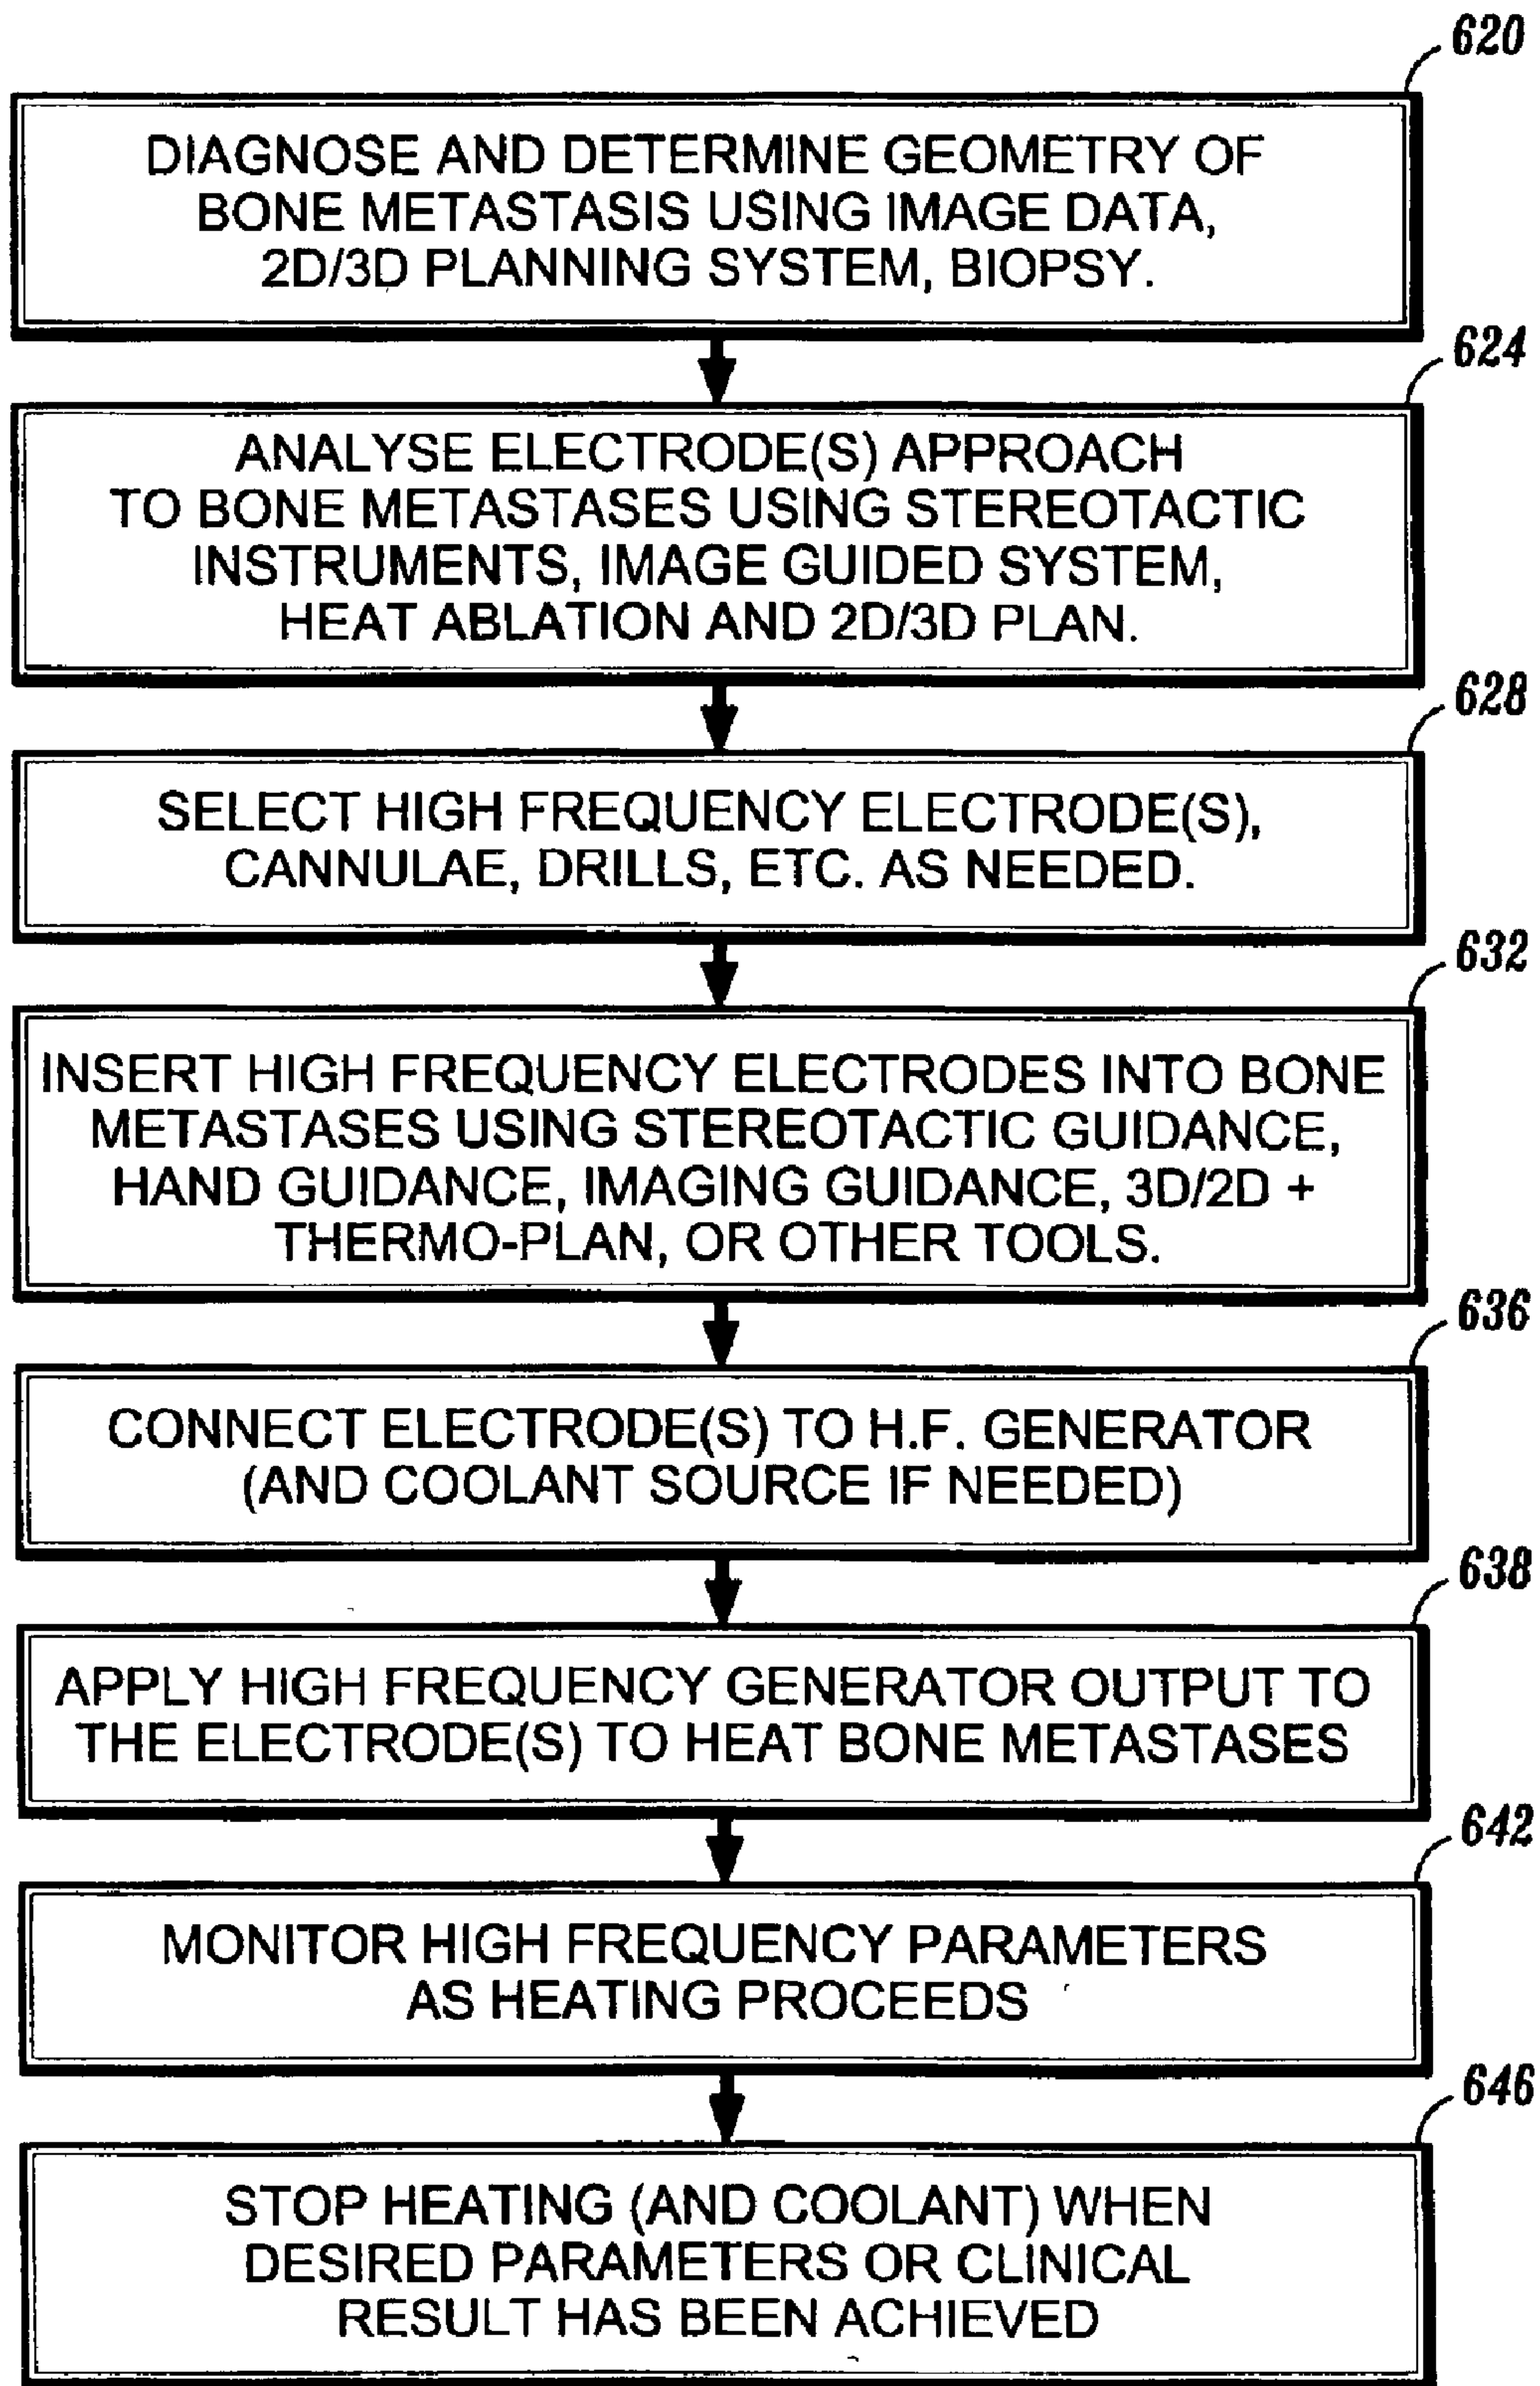 620
DIAGNOSE AND DETERMINE GEOMETRY OF
BONE METASTASIS USING IMAGE DATA,
2D/3D PLANNING SYSTEM, BIOPSY.
624
ANALYSE ELECTRODE(S) APPROACH
TO BONE METASTASES USING STEREOTACTIC
INSTRUMENTS, IMAGE GUIDED SYSTEM,
HEAT ABLATION AND 2D/3D PLAN.
628
SELECT HIGH FREQUENCY ELECTRODE(S),
CANNULAE, DRILLS, ETC. AS NEEDED.
632
INSERT HIGH FREQUENCY ELECTRODES INTO BONE
METASTASES USING STEREOTACTIC GUIDANCE,
HAND GUIDANCE, IMAGING GUIDANCE, 3D/2D +
THERMO-PLAN, OR OTHER TOOLS.
636
CONNECT ELECTRODE(S) TO H.F. GENERATOR
(AND COOLANT SOURCE IF NEEDED)
638
APPLY HIGH FREQUENCY GENERATOR OUTPUT TO
THE ELECTRODE(S) TO HEAT BONE METASTASES
642
MONITOR HIGH FREQUENCY PARAMETERS
AS HEATING PROCEEDS
646
STOP HEATING (AND COOLANT) WHEN
DESIRED PARAMETERS OR CLINICAL
RESULT HAS BEEN ACHIEVED